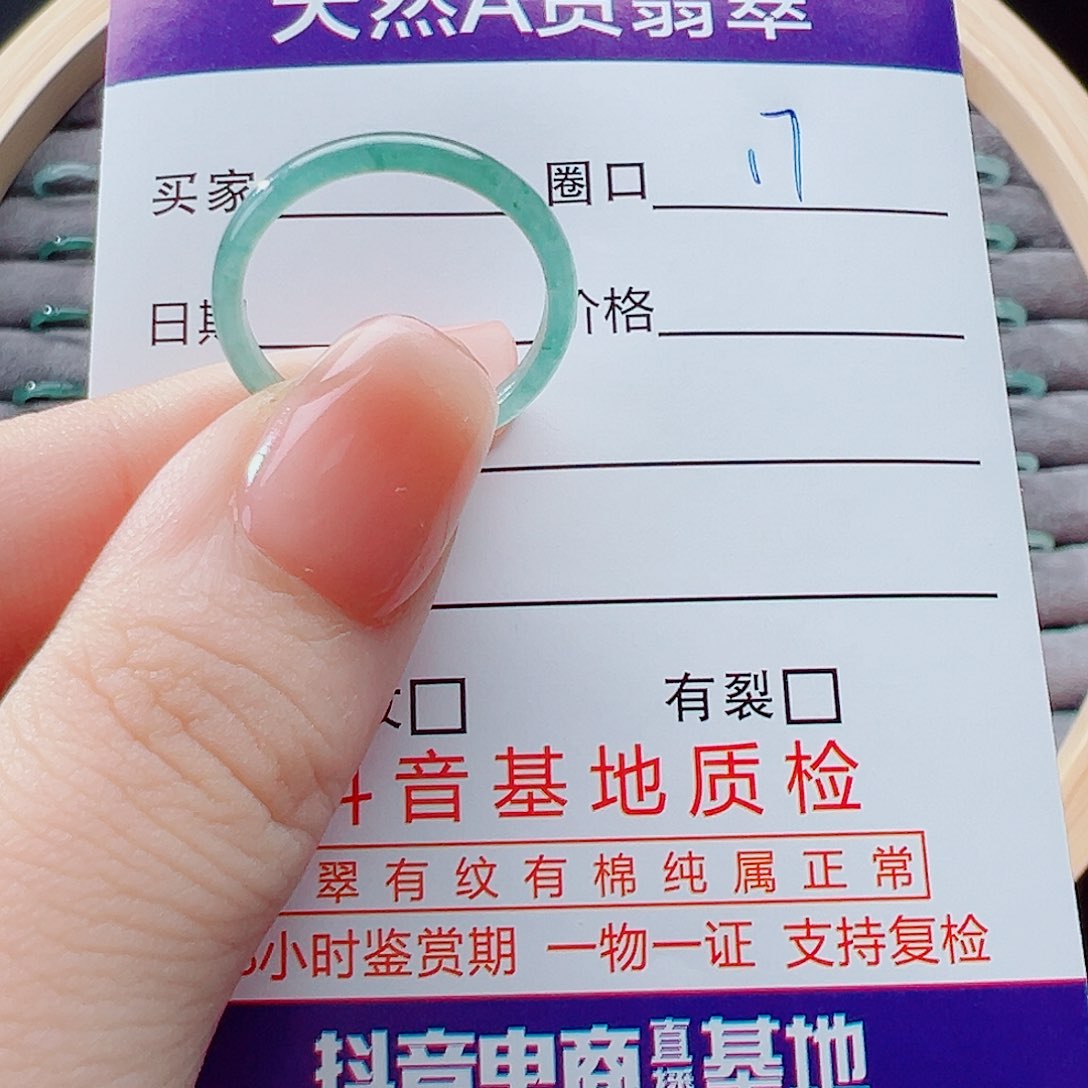 天然A货翡翠
买家 圈口 17
日期 价格
有裂
抖音基地质检
翠有纹有棉纯属正常
小时鉴赏期 一物一证 支持复检
抖音电商直播基地